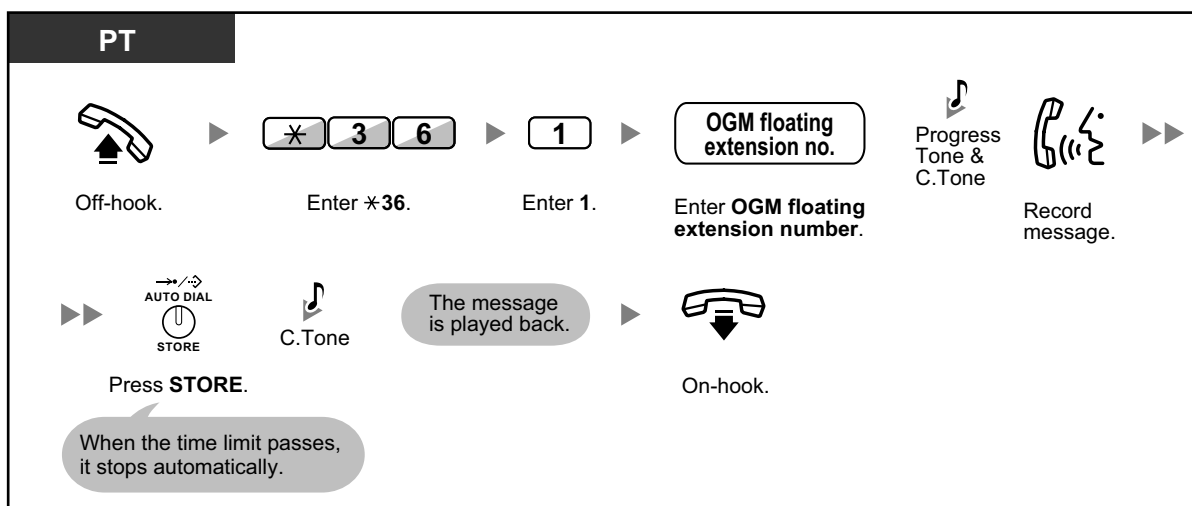 PT
✳ 3 6
1
OGM floating
extension no.
Progress
Tone &
C.Tone
Off-hook.
Enter ✳36.
Enter 1.
Enter OGM floating
extension number.
Record
message.
AUTO DIAL
STORE
C.Tone
The message
is played back.
Press STORE.
On-hook.
When the time limit passes,
it stops automatically.